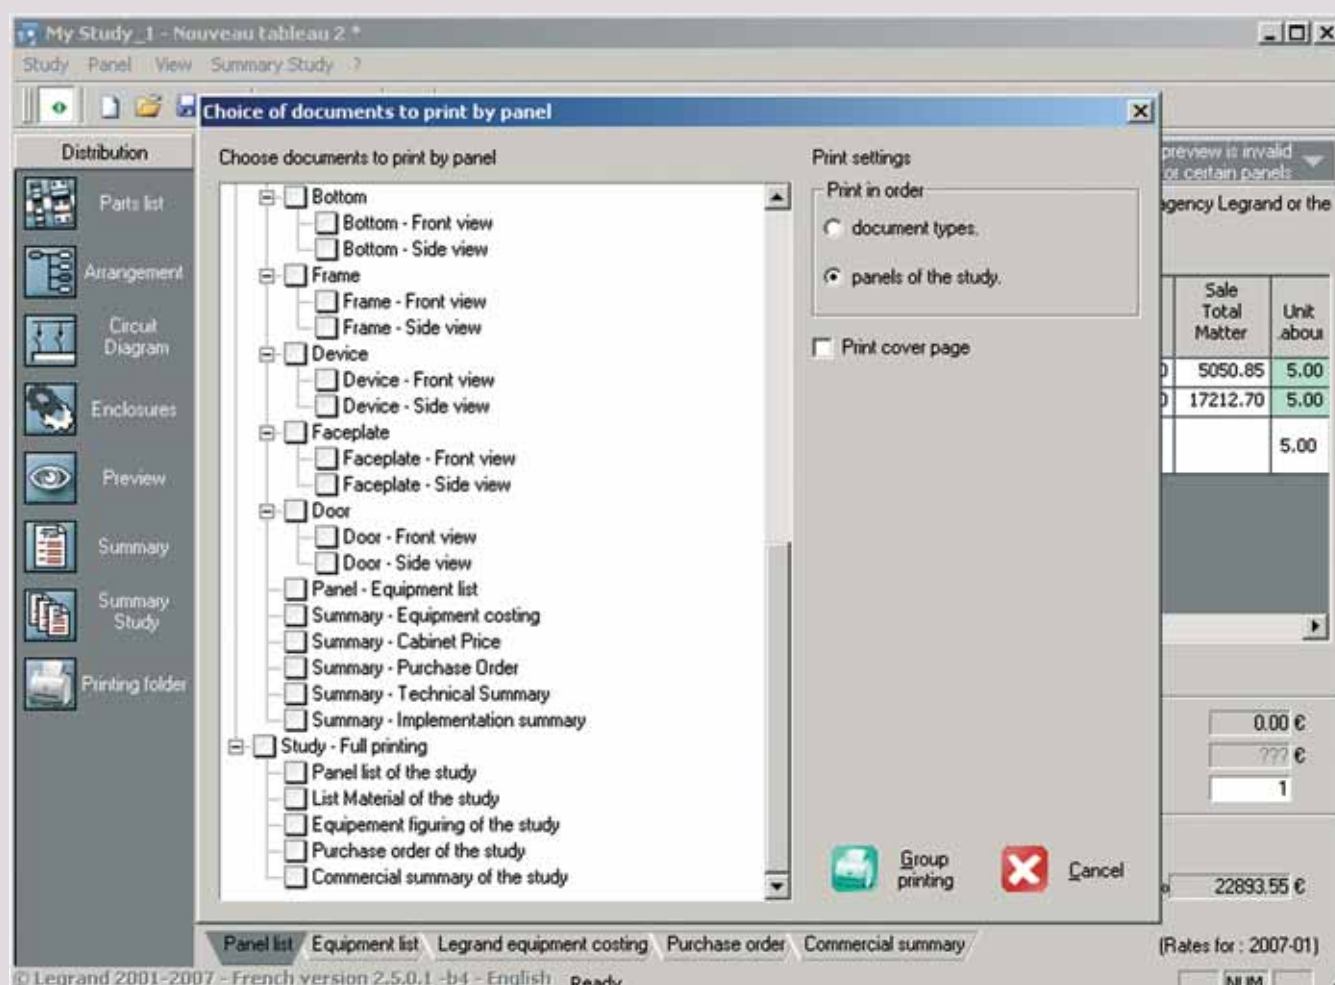 My Study_1 - Nouveau tableau 2 *
Study Panel View Summary Study ?
Choice of documents to print by panel
Distribution
Parts list
Arrangement
Circuit
Diagram
Enclosures
Preview
Summary
Summary
Study
Printing folder
Choose documents to print by panel
Bottom
Bottom - Front view
Bottom - Side view
Frame
Frame - Front view
Frame - Side view
Device
Device - Front view
Device - Side view
Faceplate
Faceplate - Front view
Faceplate - Side view
Door
Door - Front view
Door - Side view
Panel - Equipment list
Summary - Equipment costing
Summary - Cabinet Price
Summary - Purchase Order
Summary - Technical Summary
Summary - Implementation summary
Study - Full printing
Panel list of the study
List Material of the study
Equipement figuring of the study
Purchase order of the study
Commercial summary of the study
Print settings
Print in order
document types.
panels of the study.
Print cover page
Group
printing
Cancel
preview is invalid
or certain panels
agency Legrand or the
Sale
Total
Matter
Unit
abour
5050.85 5.00
17212.70 5.00
5.00
0.00 €
??? €
1
22893.55 €
(Rates for : 2007-01)
Panel list Equipment list Legrand equipment costing Purchase order Commercial summary
© Legrand 2001-2007 - French version 2.5.0.1 -b4 - English Ready
NUM